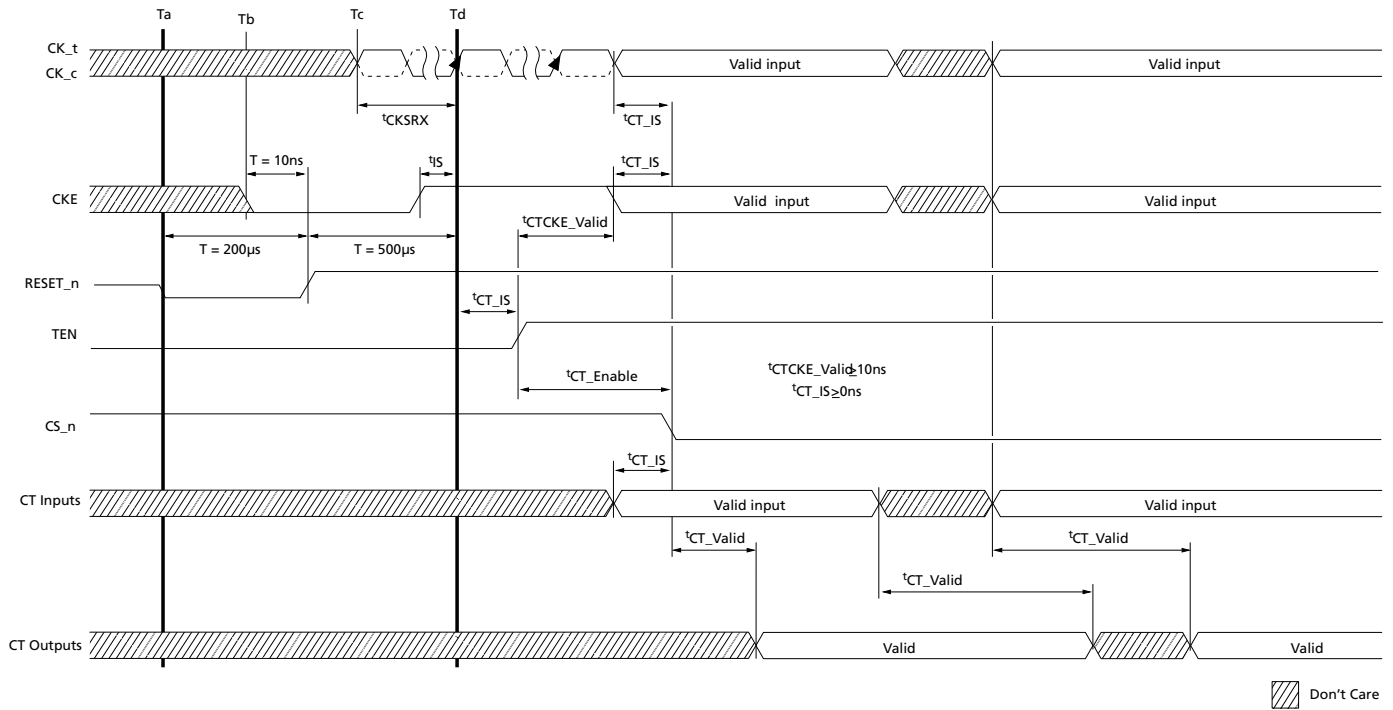 Ta
Tb
Tc
Td
CK_t
CK_c
Valid input
Valid input
tCKSRX
tCT_IS
T = 10ns
tIS
tCT_IS
CKE
Valid input
Valid input
tCTCKE_Valid
T = 200µs
T = 500µs
RESET_n
tCT_IS
TEN
tCT_Enable
tCTCKE_Valid≥10ns
tCT_IS≥0ns
CS_n
tCT_IS
CT Inputs
Valid input
Valid input
tCT_Valid
tCT_Valid
tCT_Valid
CT Outputs
Valid
Valid
Don't Care